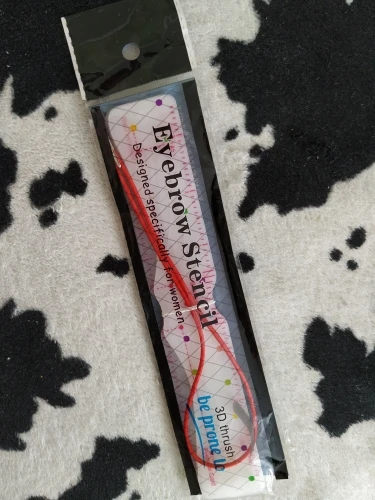 Eyebrow Stencil
Designed specifically for women
3D thrush
be prone to